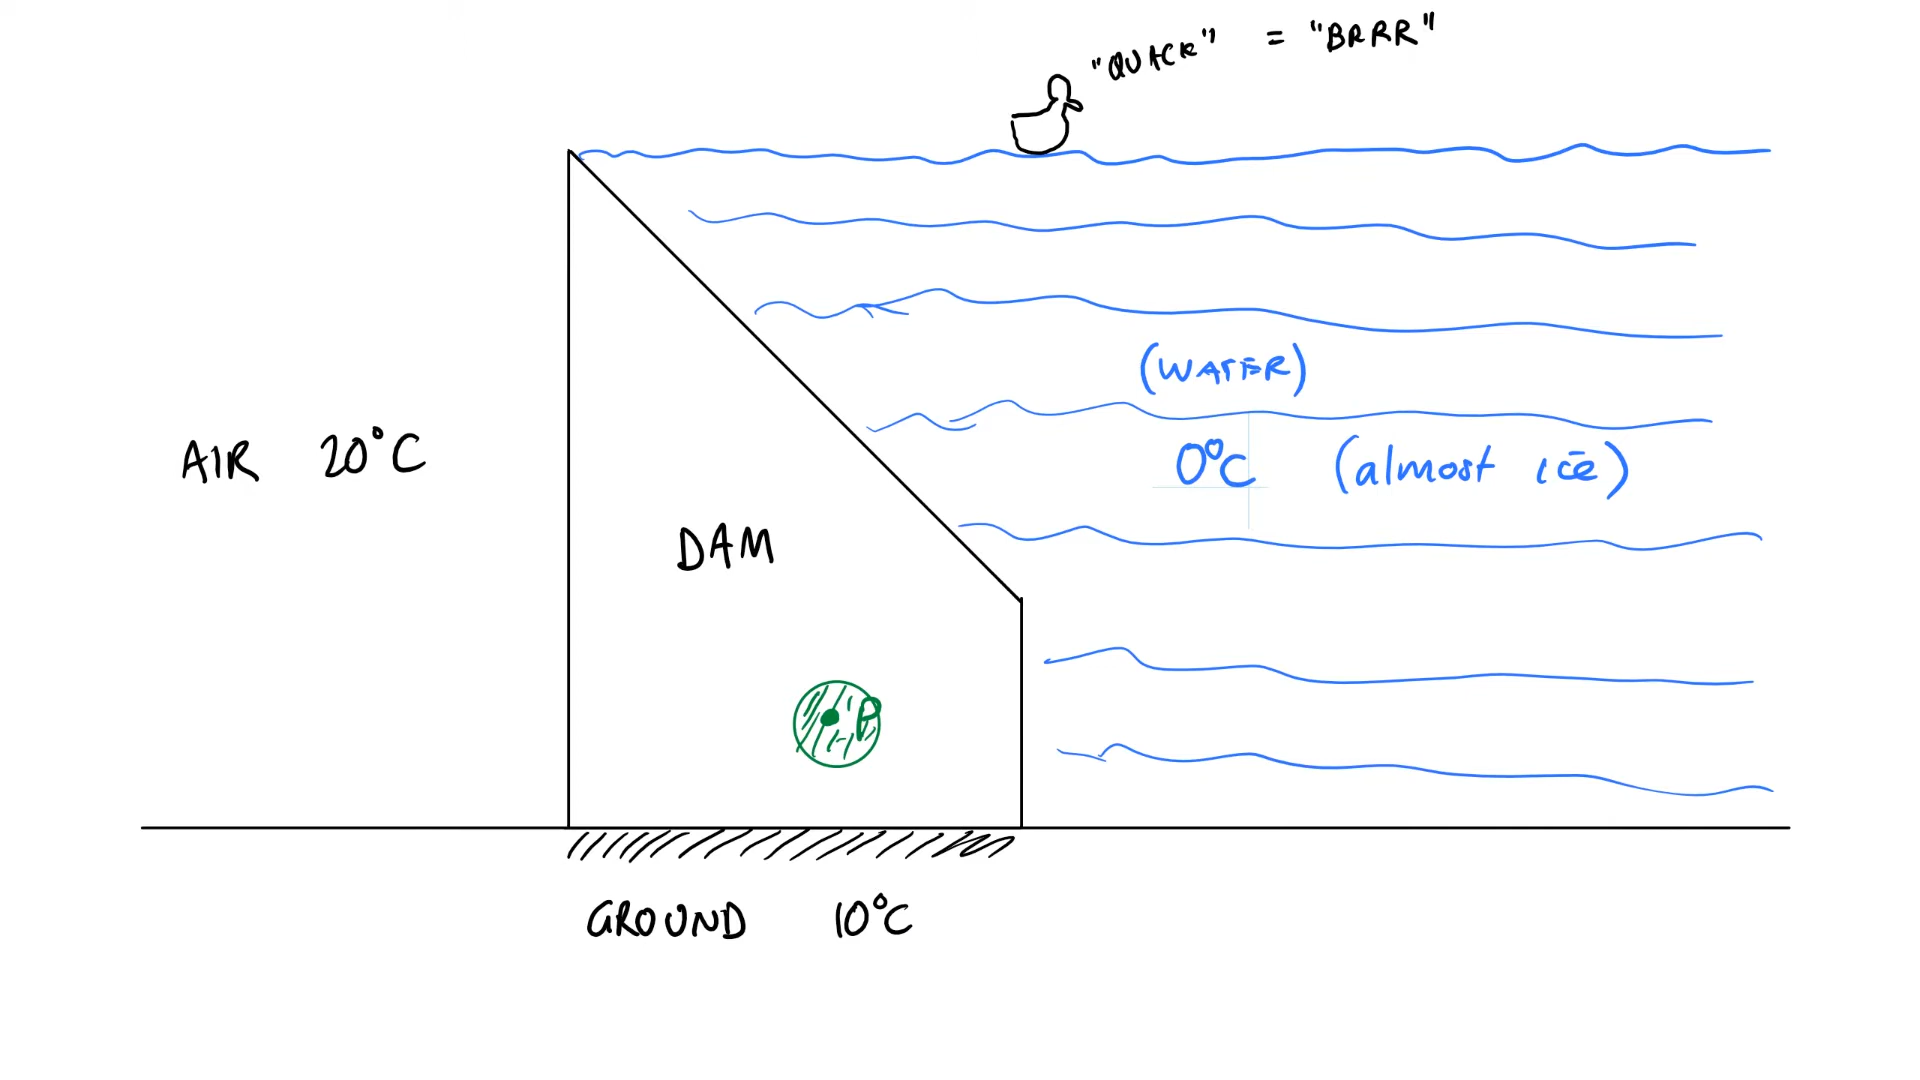 "QUACK" = "BRRR"
(WATER)
AIR 20°C
0°C (almost ice)
DAM
P
GROUND 10°C